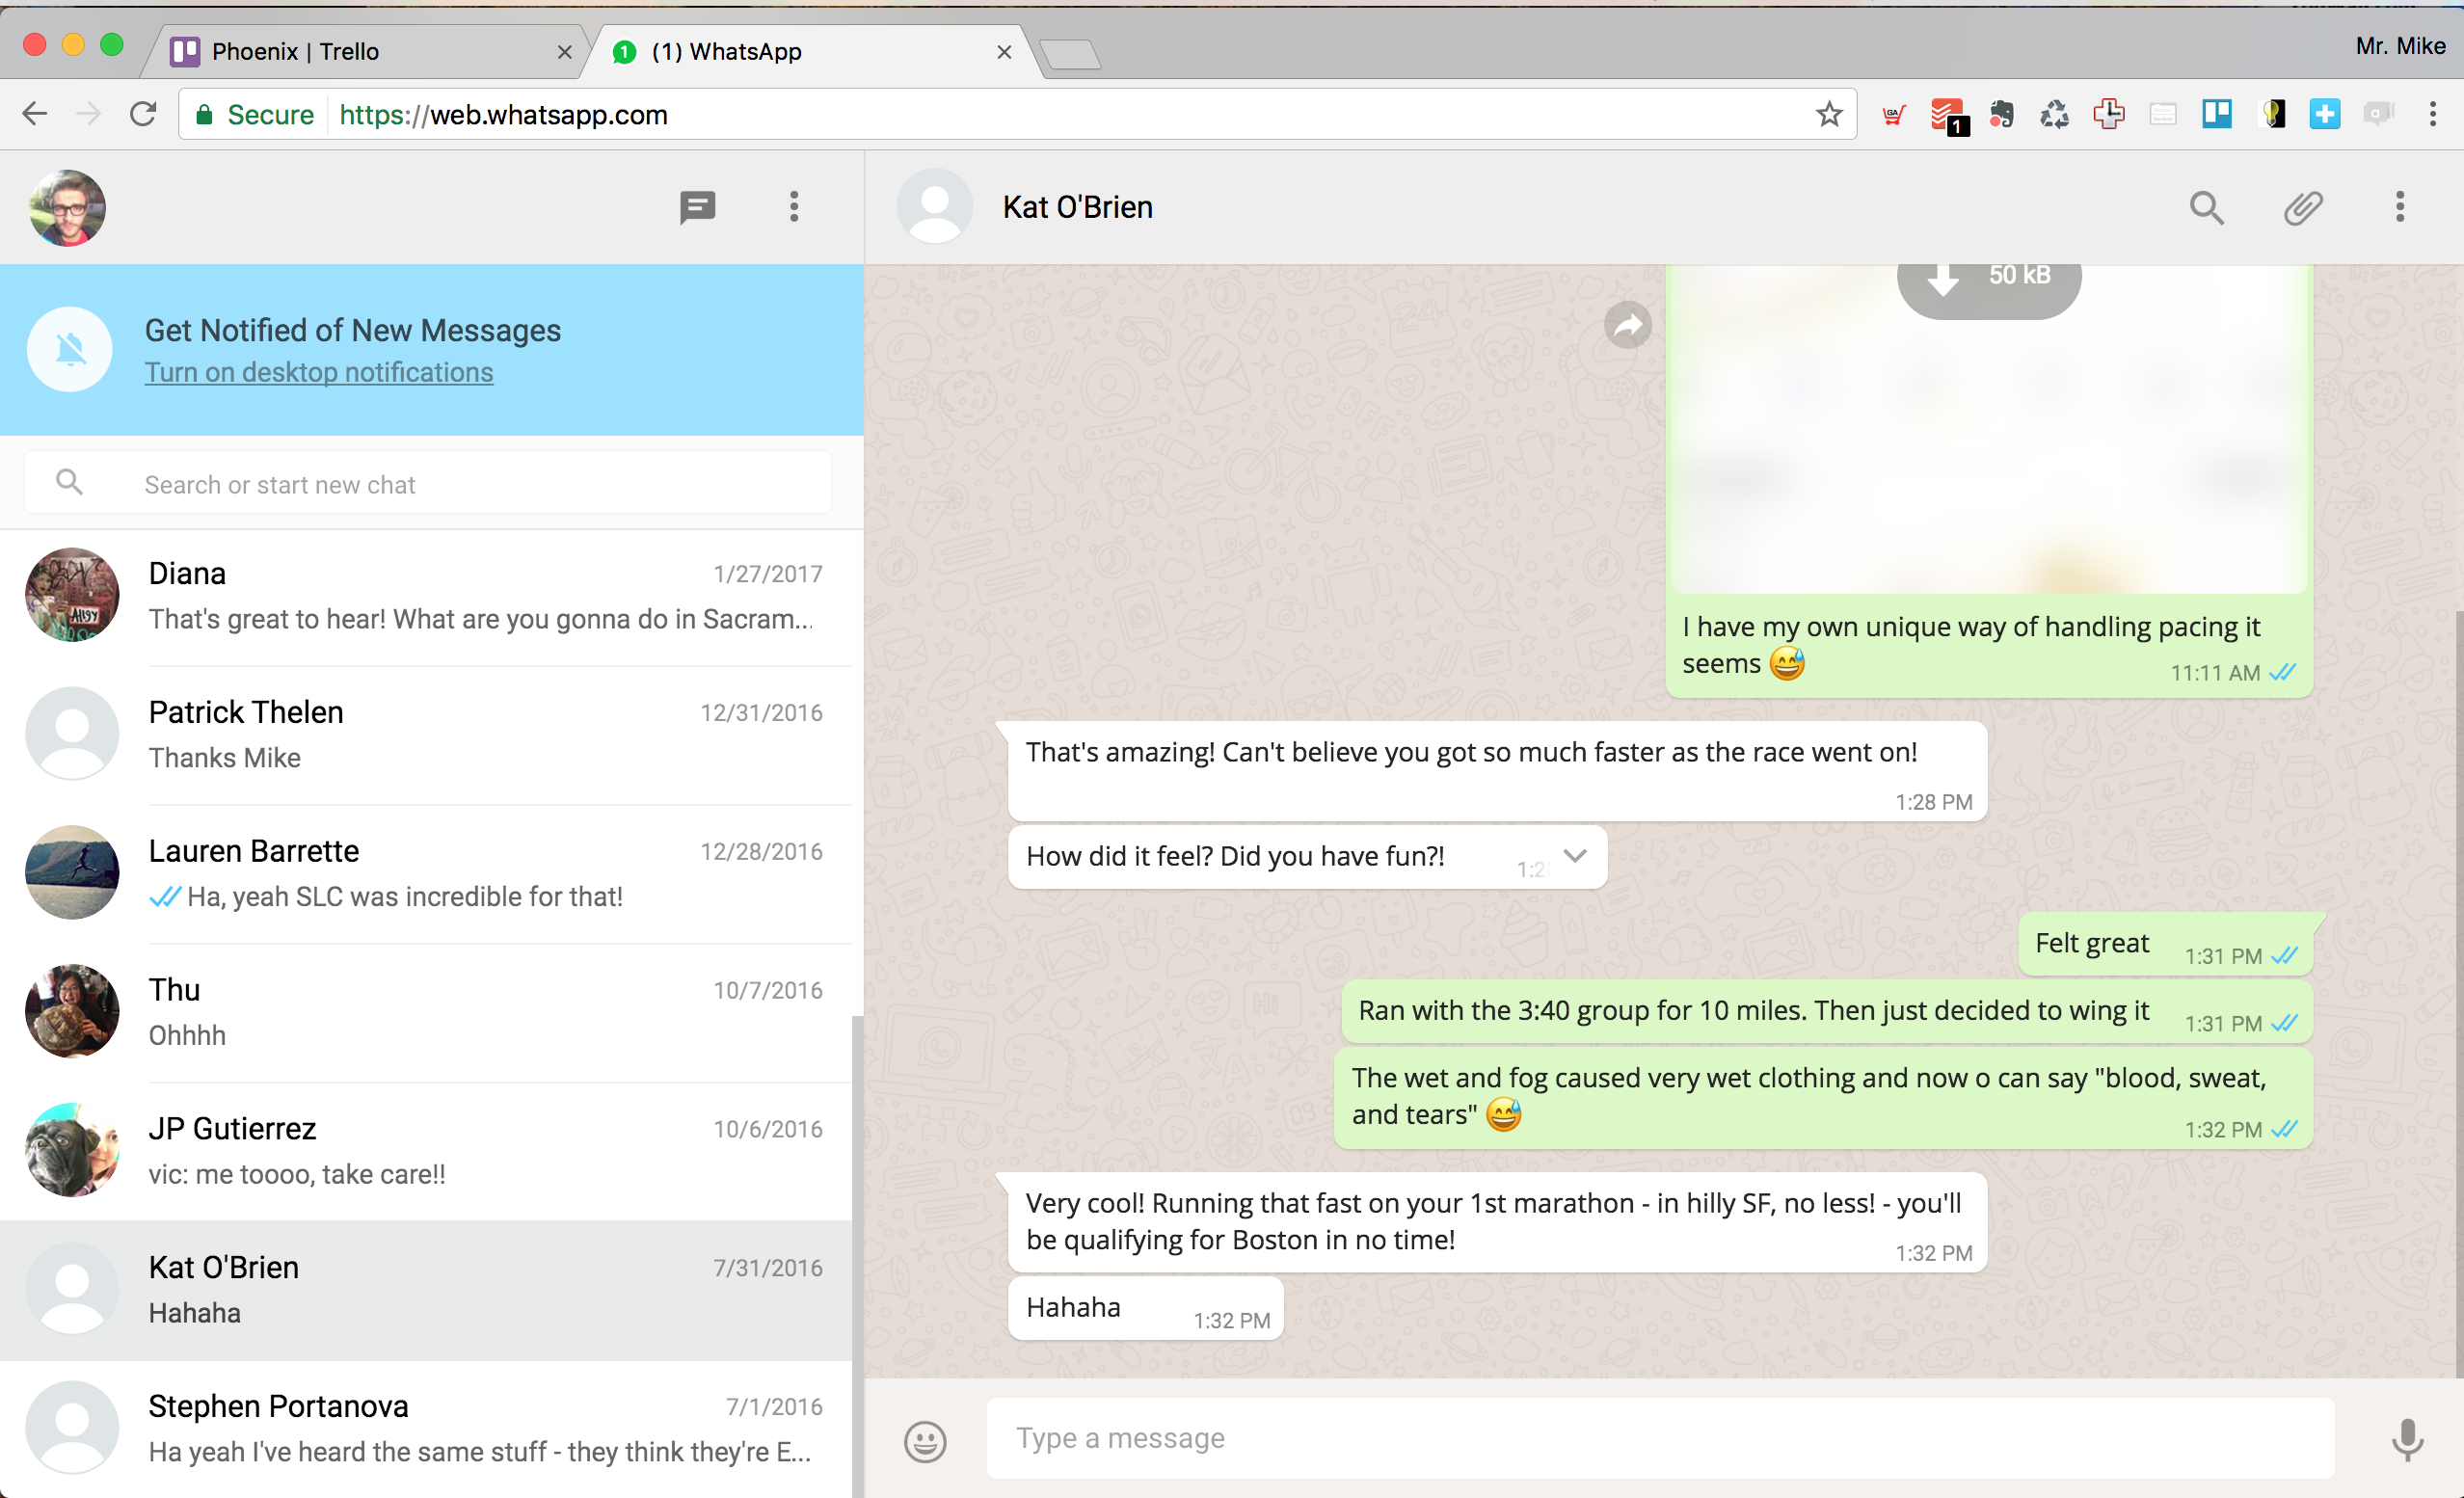 Phoenix | Trello
1
(1) WhatsApp
Mr. Mike
Secure
https://web.whatsapp.com
1
Kat O'Brien
Get Notified of New Messages
Turn on desktop notifications
Search or start new chat
Diana
1/27/2017
That's great to hear! What are you gonna do in Sacram...
Patrick Thelen
12/31/2016
Thanks Mike
Lauren Barrette
12/28/2016
Ha, yeah SLC was incredible for that!
Thu
10/7/2016
Ohhhh
JP Gutierrez
10/6/2016
vic: me toooo, take care!!
Kat O'Brien
7/31/2016
Hahaha
Stephen Portanova
7/1/2016
Ha yeah I've heard the same stuff - they think they're E...
50 kB
I have my own unique way of handling pacing it
seems
11:11 AM
That's amazing! Can't believe you got so much faster as the race went on!
1:28 PM
How did it feel? Did you have fun?!
Felt great
1:31 PM
Ran with the 3:40 group for 10 miles. Then just decided to wing it
1:31 PM
The wet and fog caused very wet clothing and now o can say "blood, sweat,
and tears"
1:32 PM
Very cool! Running that fast on your 1st marathon - in hilly SF, no less! - you'll
be qualifying for Boston in no time!
1:32 PM
Hahaha
1:32 PM
Type a message